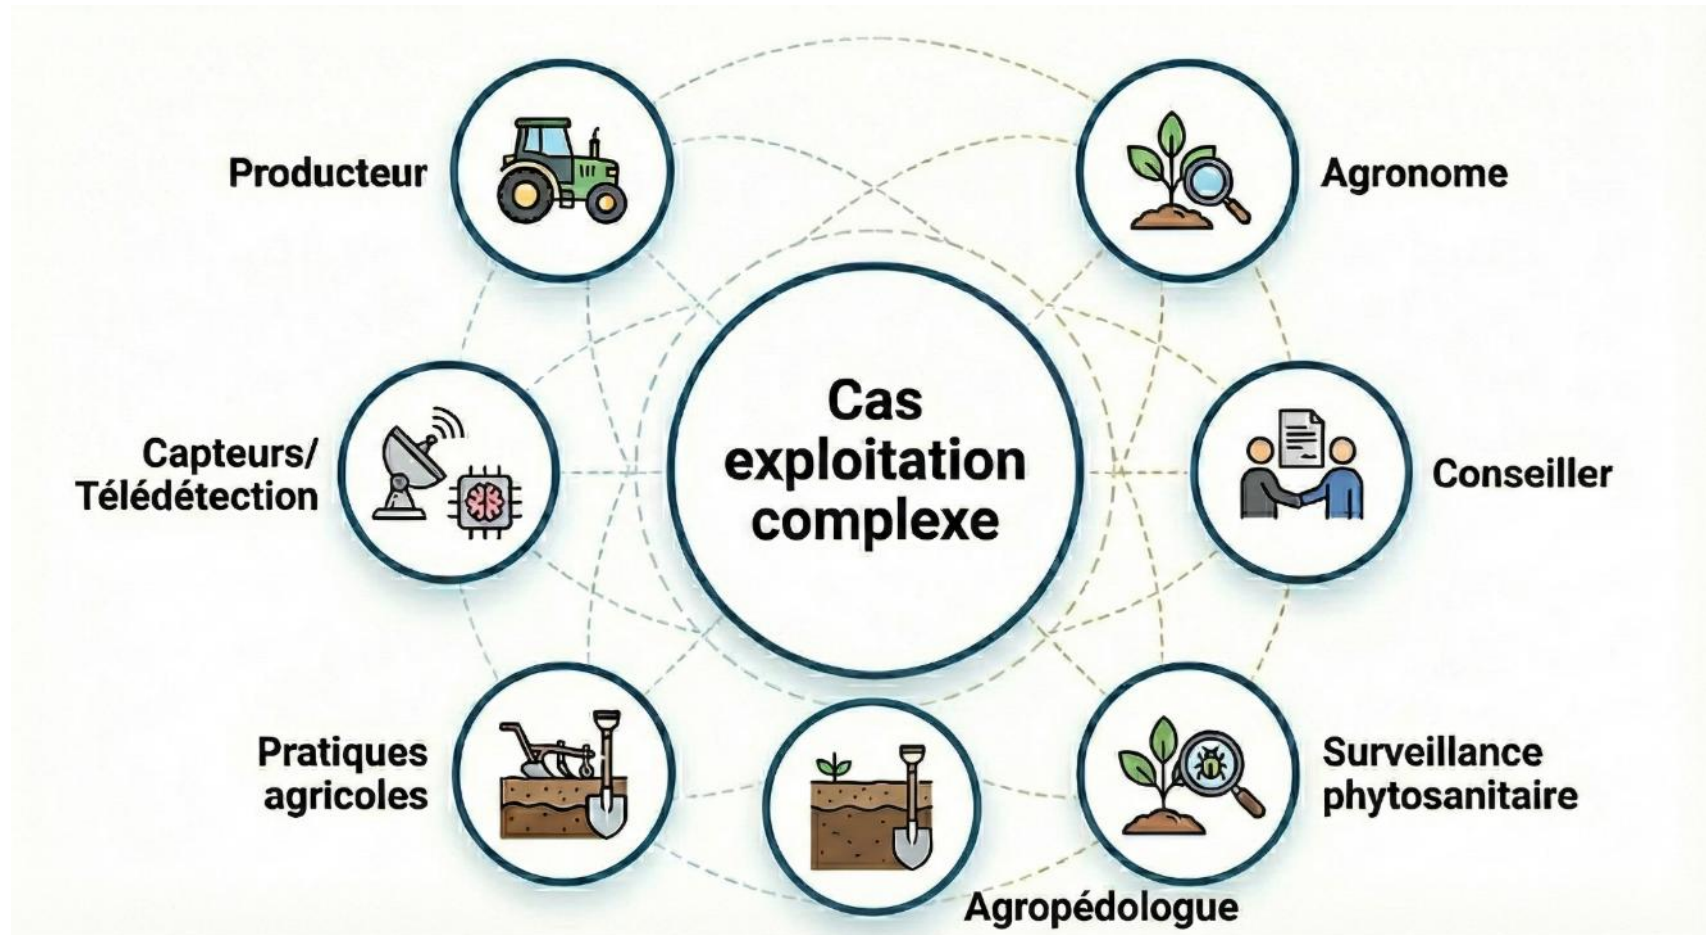 Producteur
Agronome
Cas
exploitation
complexe
Capteurs/
Télédétection
Conseiller
Pratiques
agricoles
Surveillance
phytosanitaire
Agropédologue